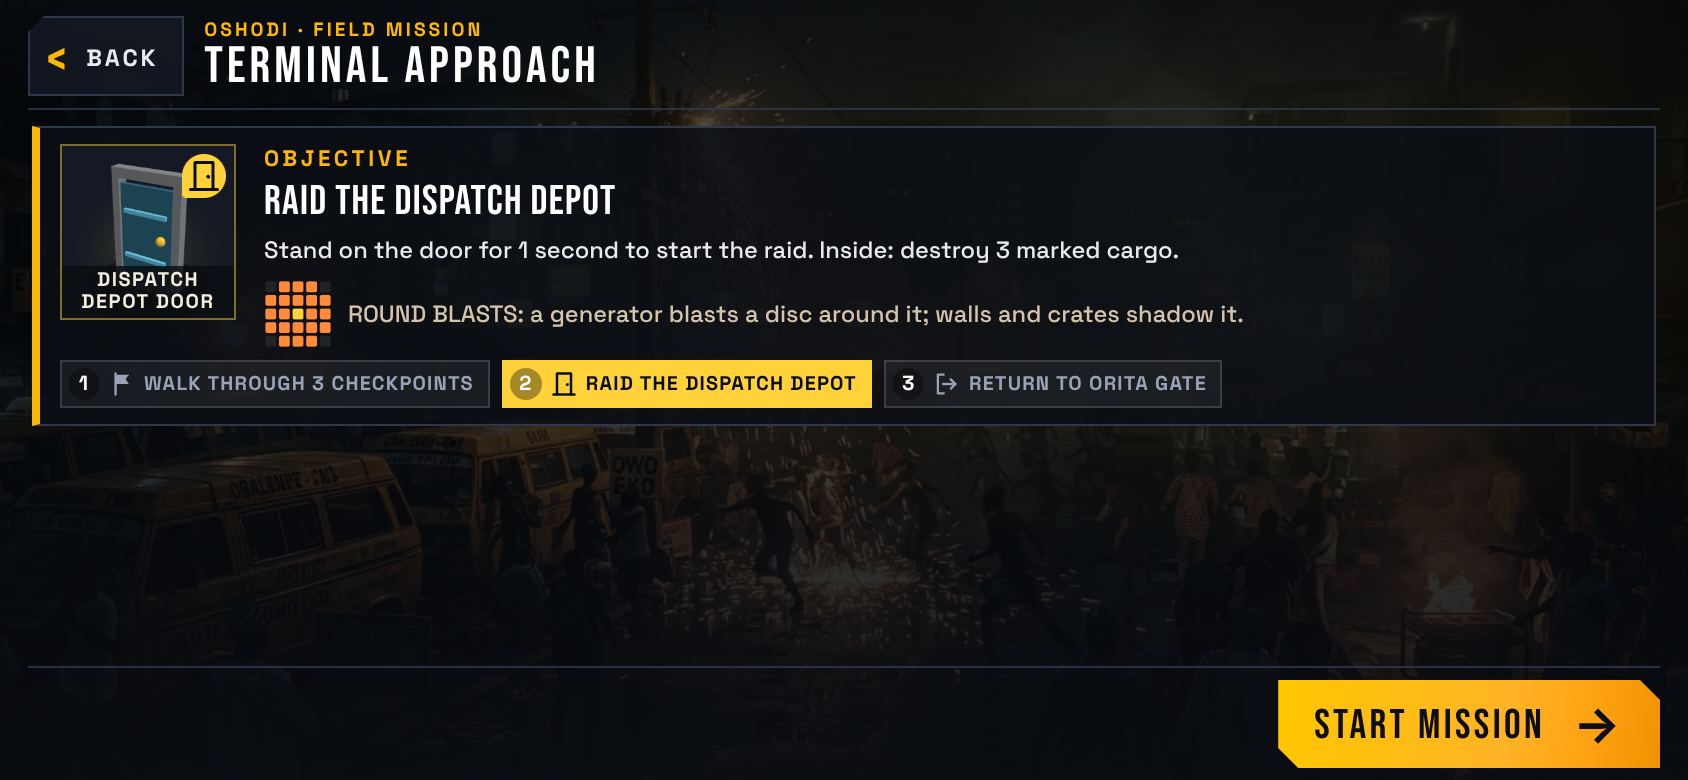 < BACK
OSHODI · FIELD MISSION
TERMINAL APPROACH
DISPATCH
DEPOT DOOR
OBJECTIVE
RAID THE DISPATCH DEPOT
Stand on the door for 1 second to start the raid. Inside: destroy 3 marked cargo.
ROUND BLASTS: a generator blasts a disc around it; walls and crates shadow it.
1 WALK THROUGH 3 CHECKPOINTS
2 RAID THE DISPATCH DEPOT
3 RETURN TO ORITA GATE
OWO
EKO
START MISSION →